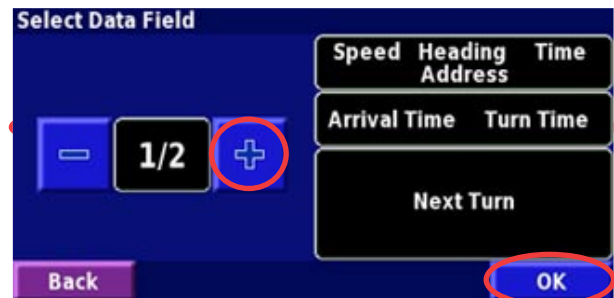 Select Data Field
Speed Heading Time
Address
Arrival Time Turn Time
1/2
Next Turn
Back OK